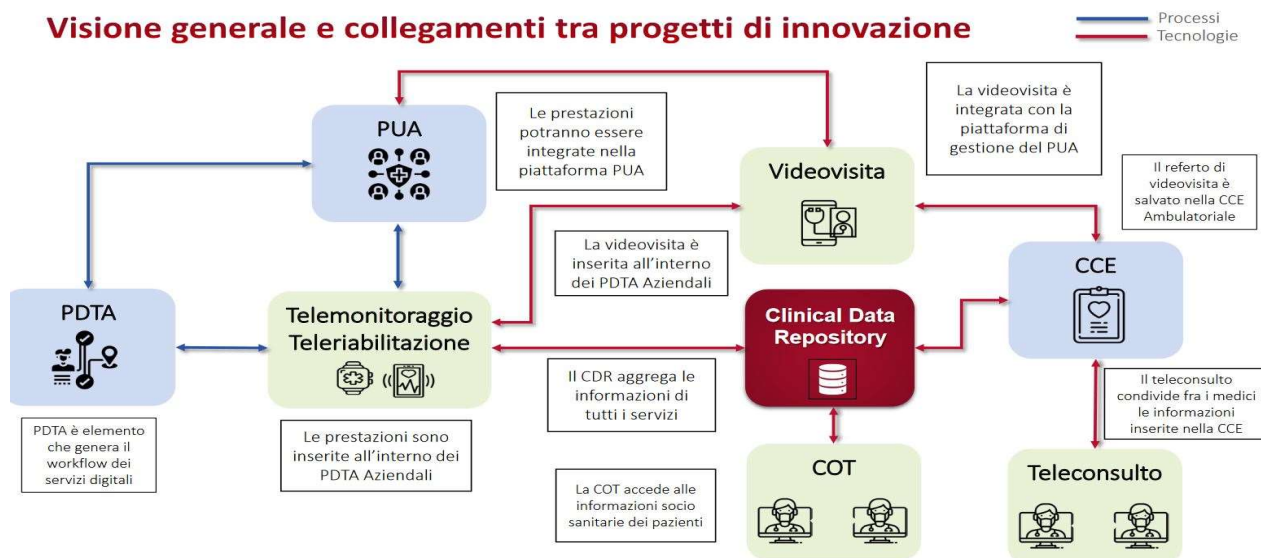 Visione generale e collegamenti tra progetti di innovazione
Processi
Tecnologie
PUA
Le prestazioni
potranno essere
integrate nella
piattaforma PUA
La videovisita è
integrata con la
piattaforma di
gestione del PUA
Videovisita
Il referto di
videovisita è
salvato nella CCE
Ambulatoriale
La videovisita è
inserita all'interno
dei PDTA Aziendali
CCE
PDTA
Telemonitoraggio
Teleriabilitazione
Clinical Data
Repository
Il CDR aggrega le
informazioni di
tutti i servizi
Il teleconsulto
condivide fra i medici
le informazioni
inserite nella CCE
PDTA è elemento
che genera il
workflow dei
servizi digitali
Le prestazioni sono
inserite all'interno dei
PDTA Aziendali
La COT accede alle
informazioni socio
sanitarie dei pazienti
COT
Teleconsulto